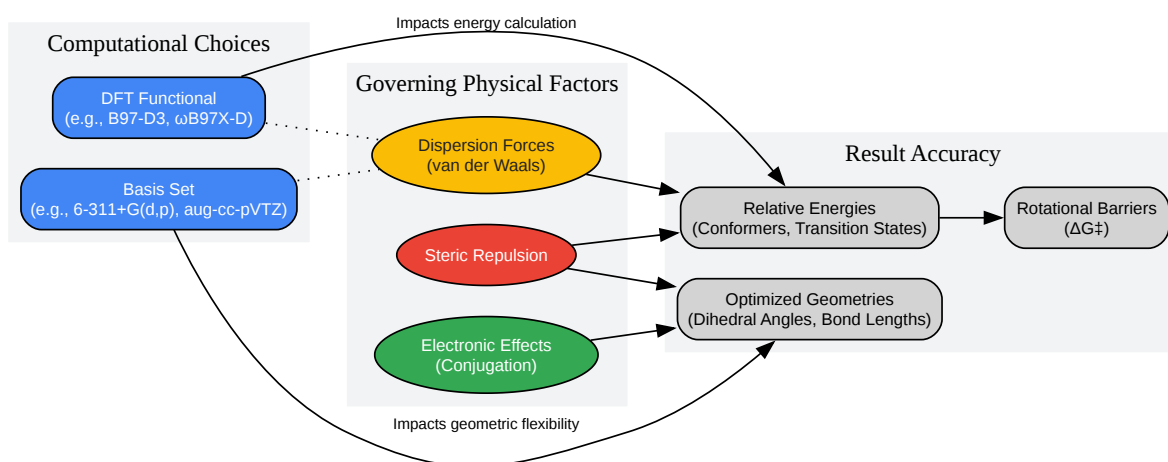 Impacts energy calculation
Computational Choices
DFT Functional
(e.g., B97-D3, ωB97X-D)
Basis Set
(e.g., 6-311+G(d,p), aug-cc-pVTZ)
Governing Physical Factors
Dispersion Forces
(van der Waals)
Steric Repulsion
Electronic Effects
(Conjugation)
Result Accuracy
Relative Energies
(Conformers, Transition States)
Rotational Barriers
(ΔG‡)
Optimized Geometries
(Dihedral Angles, Bond Lengths)
Impacts geometric flexibility